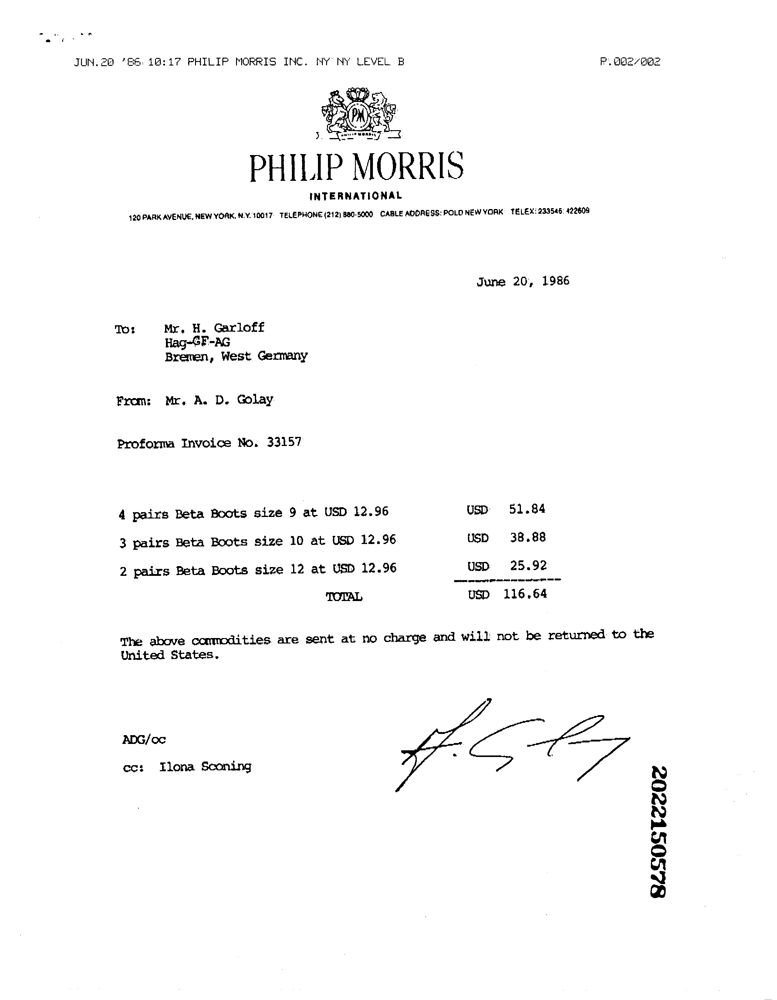 JUN.20 '86 10:17 PHILIP MORRIS INC. NY NY LEVEL B P.002/002
PM
PHILIP MORRIS
INTERNATIONAL
120 PARK AVENUE, NEW YORK, N.Y. 10017 TELEPHONE (212) 880-5000 CABLE ADDRESS: POLD NEW YORK TELEX: 233546 422609
June 20, 1986
To: Mr. H. Garloff
Hag-GF-AG
Bremen, West Germany
From: Mr. A. D. Golay
Proforma Invoice No. 33157
4 pairs Beta Boots size 9 at USD 12.96 USD 51.84
3 pairs Beta Boots size 10 at USD 12.96 USD 38.88
2 pairs Beta Boots size 12 at USD 12.96 USD 25.92
TOTAL USD 116.64
The above commodities are sent at no charge and will not be returned to the
United States.
ADG/oc
cc: Ilona Sconing
2022150578